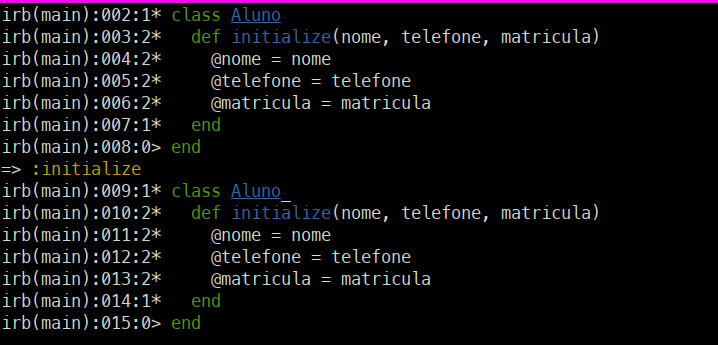 irb(main):002:1* class Aluno
irb(main):003:2*   def initialize(nome, telefone, matricula)
irb(main):004:2*     @nome = nome
irb(main):005:2*     @telefone = telefone
irb(main):006:2*     @matricula = matricula
irb(main):007:1*   end
irb(main):008:0> end
=> :initialize
irb(main):009:1* class Aluno_
irb(main):010:2*   def initialize(nome, telefone, matricula)
irb(main):011:2*     @nome = nome
irb(main):012:2*     @telefone = telefone
irb(main):013:2*     @matricula = matricula
irb(main):014:1*   end
irb(main):015:0> end